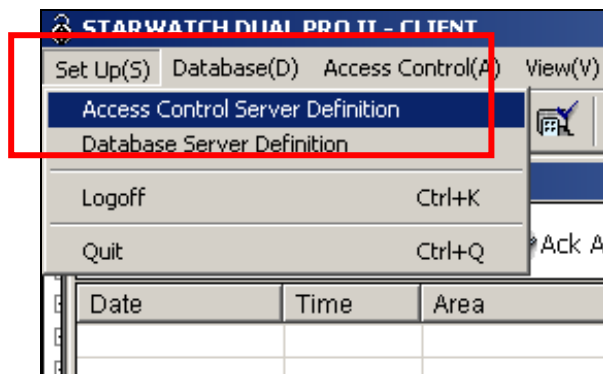 STARWATCH DUAL PRO II - CLIENT
Set Up(S) Database(D) Access Control(A) View(V)
Access Control Server Definition
Database Server Definition
Logoff Ctrl+K
Quit Ctrl+Q
Ack A
Date Time Area